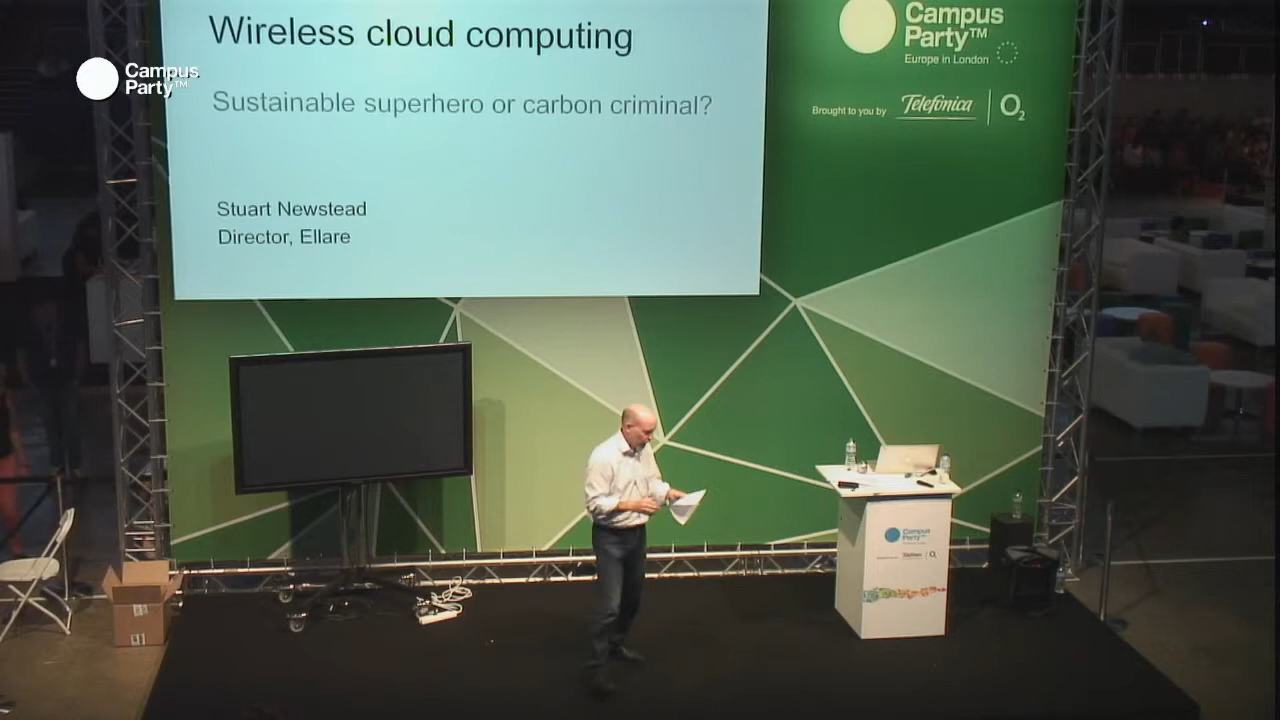 Wireless cloud computing
Sustainable superhero or carbon criminal?
Stuart Newstead
Director, Ellare
Campus
Party™
Campus
Party™
Europe in London
Brought to you by Telefónica O2
Campus
Party